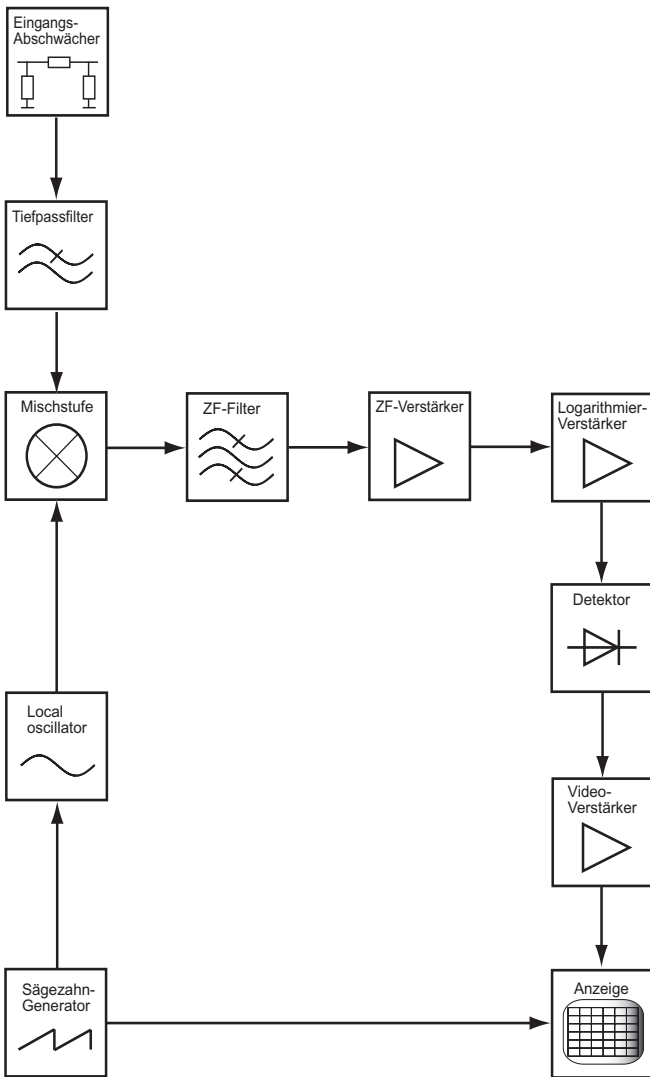 Eingangs-
Abschwächer
Tiefpassfilter
Mischstufe
ZF-Filter
ZF-Verstärker
Logarithmier-
Verstärker
Detektor
Local
oscillator
Video-
Verstärker
Sägezahn-
Generator
Anzeige